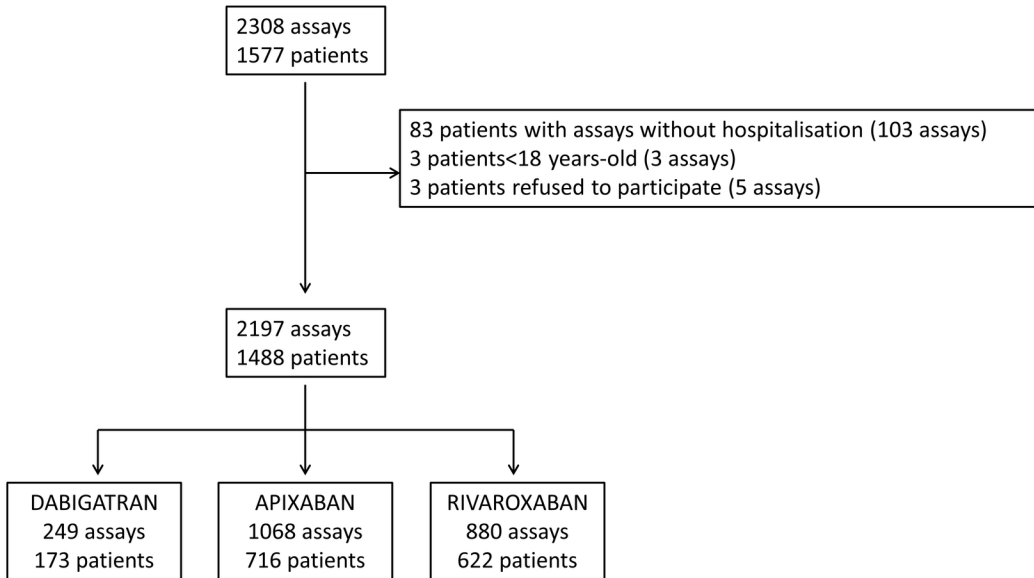 2308 assays
1577 patients
83 patients with assays without hospitalisation (103 assays)
3 patients<18 years-old (3 assays)
3 patients refused to participate (5 assays)
2197 assays
1488 patients
DABIGATRAN
249 assays
173 patients
APIXABAN
1068 assays
716 patients
RIVAROXABAN
880 assays
622 patients